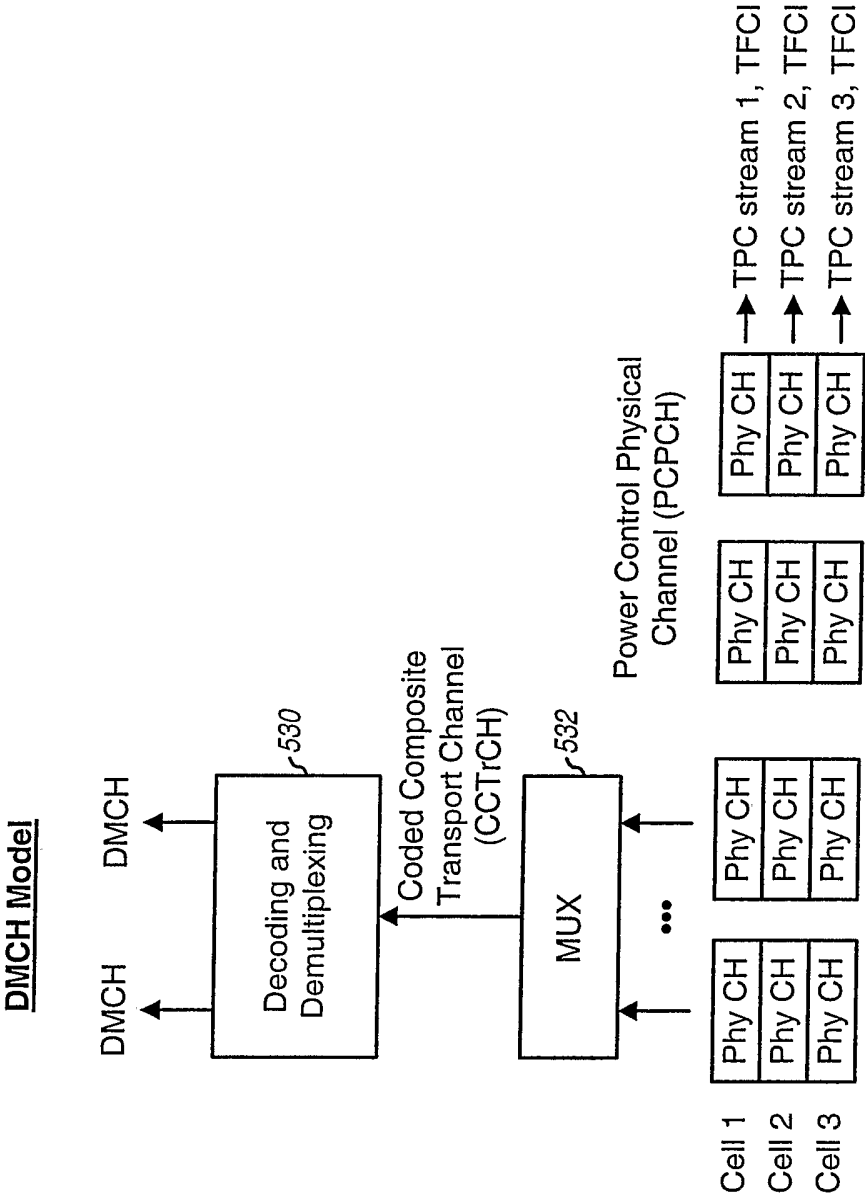 DMCH Model
DMCH DMCH
Decoding and
Demultiplexing
530
Coded Composite
Transport Channel
(CCTrCH)
MUX
532
•••
Power Control Physical
Channel (PCPCH)
Cell 1 Phy CH Phy CH Phy CH Phy CH TPC stream 1, TFCI
Cell 2 Phy CH Phy CH Phy CH Phy CH TPC stream 2, TFCI
Cell 3 Phy CH Phy CH Phy CH Phy CH TPC stream 3, TFCI